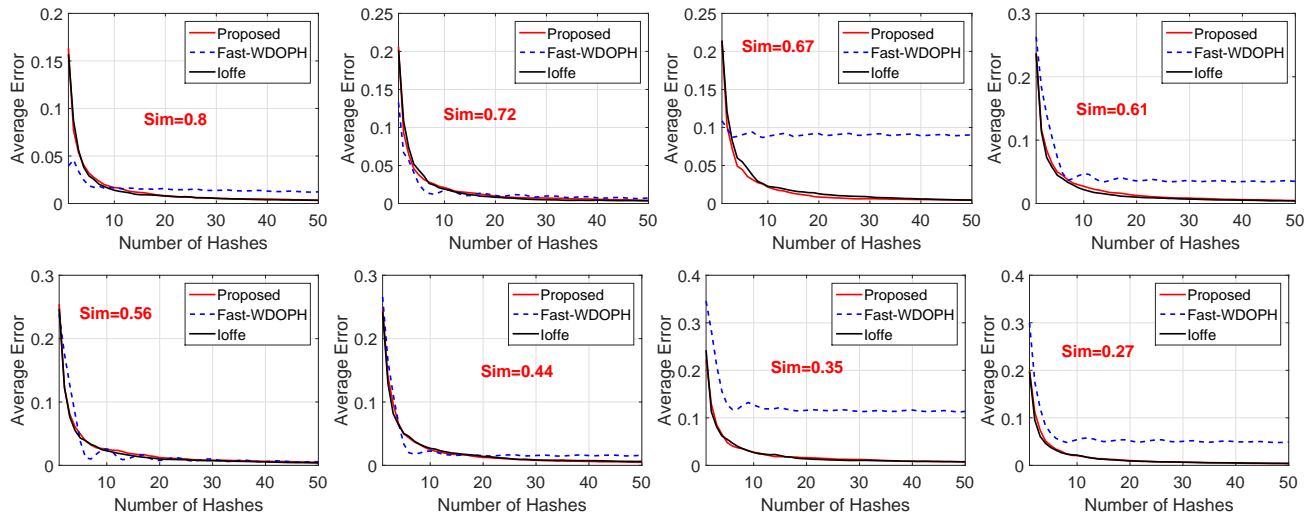 0.2
0.15
0.1
0.05
0
Average Error
10 20 30 40 50
Number of Hashes
Sim=0.8
Proposed
Fast-WDOPH
Ioffe
0.25
0.2
0.15
0.1
0.05
0
Average Error
10 20 30 40 50
Number of Hashes
Sim=0.72
Proposed
Fast-WDOPH
Ioffe
0.25
0.2
0.15
0.1
0.05
0
Average Error
10 20 30 40 50
Number of Hashes
Sim=0.67
Proposed
Fast-WDOPH
Ioffe
0.3
0.2
0.1
0
Average Error
10 20 30 40 50
Number of Hashes
Sim=0.61
Proposed
Fast-WDOPH
Ioffe
0.3
0.2
0.1
0
Average Error
10 20 30 40 50
Number of Hashes
Sim=0.56
Proposed
Fast-WDOPH
Ioffe
0.3
0.2
0.1
0
Average Error
10 20 30 40 50
Number of Hashes
Sim=0.44
Proposed
Fast-WDOPH
Ioffe
0.4
0.3
0.2
0.1
0
Average Error
10 20 30 40 50
Number of Hashes
Sim=0.35
Proposed
Fast-WDOPH
Ioffe
0.4
0.3
0.2
0.1
0
Average Error
10 20 30 40 50
Number of Hashes
Sim=0.27
Proposed
Fast-WDOPH
Ioffe